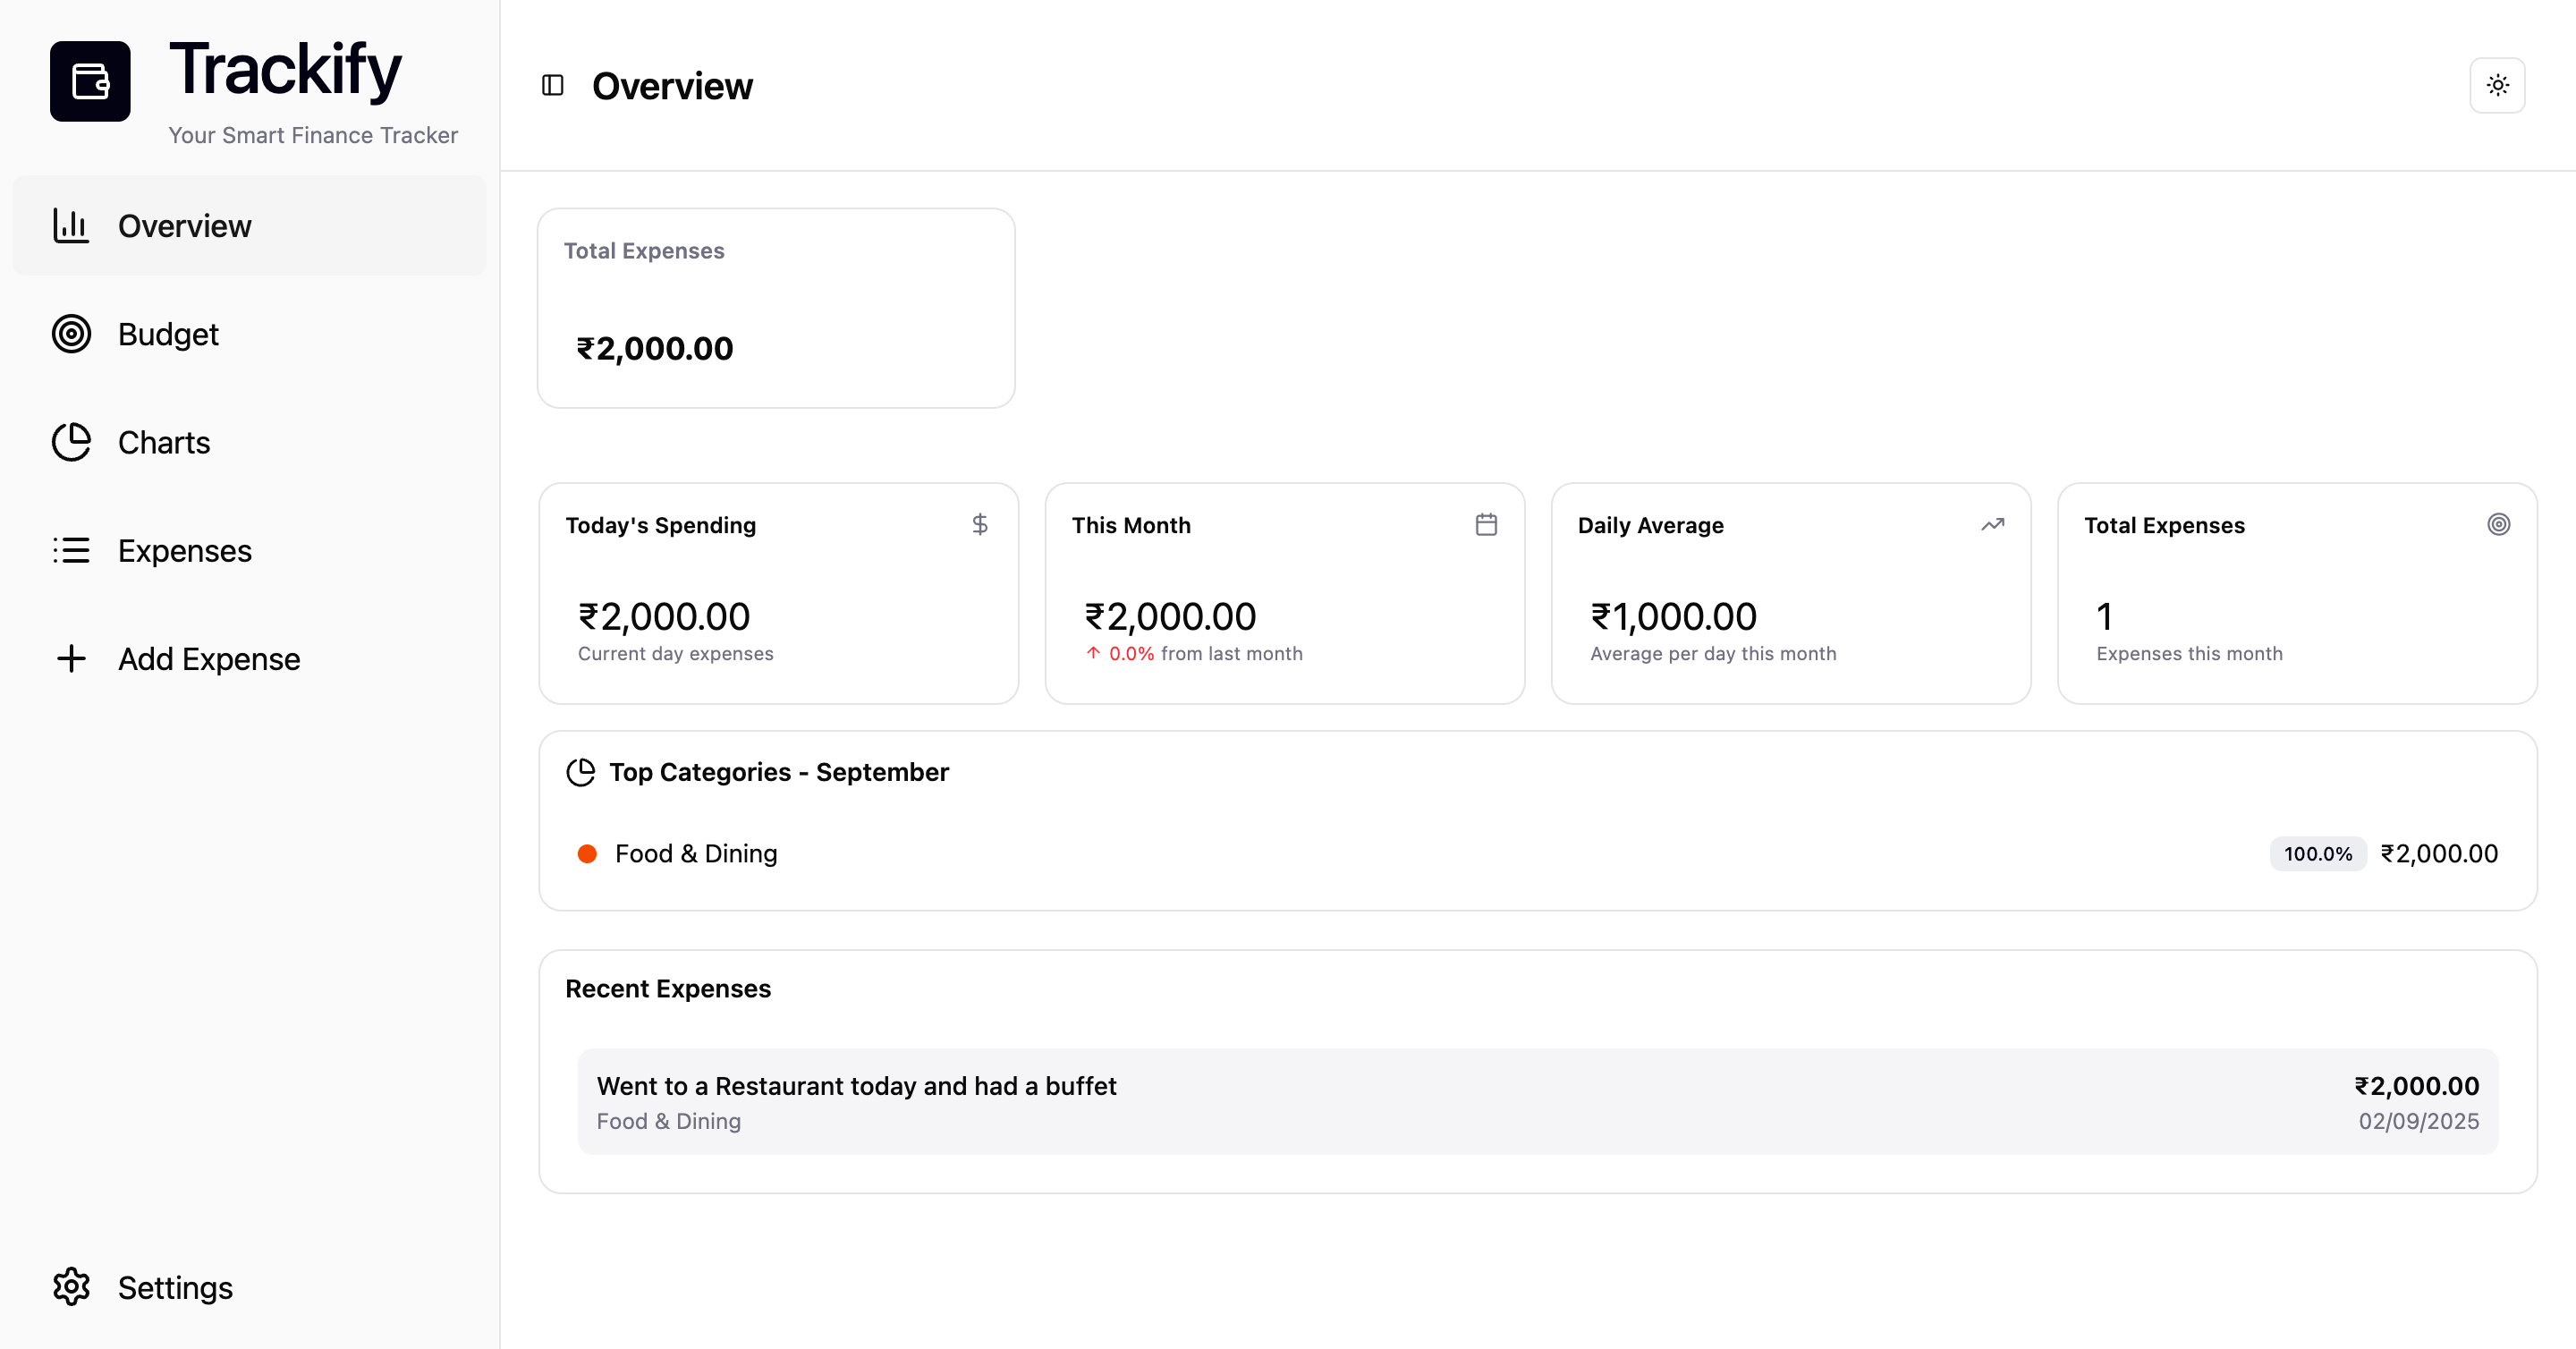 Trackify
Your Smart Finance Tracker
Overview
Budget
Charts
Expenses
Add Expense
Settings
Overview
Total Expenses
₹2,000.00
Today's Spending
₹2,000.00
Current day expenses
This Month
₹2,000.00
↑ 0.0% from last month
Daily Average
₹1,000.00
Average per day this month
Total Expenses
1
Expenses this month
Top Categories - September
Food & Dining 100.0% ₹2,000.00
Recent Expenses
Went to a Restaurant today and had a buffet ₹2,000.00
Food & Dining 02/09/2025